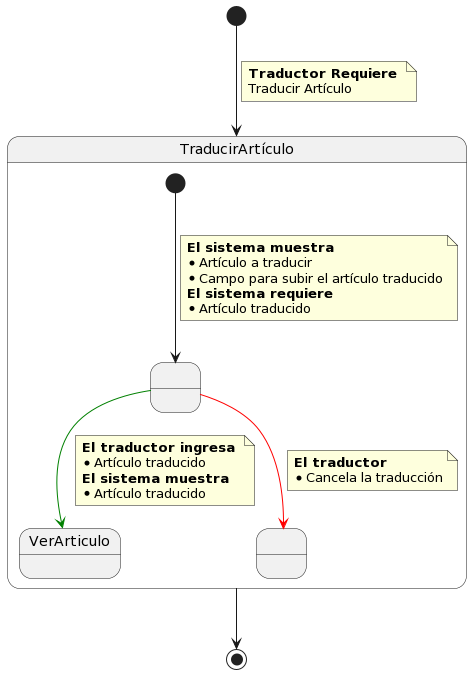 Traductor Requiere
Traducir Artículo
TraducirArtículo
El sistema muestra
• Artículo a traducir
• Campo para subir el artículo traducido
El sistema requiere
• Artículo traducido
El traductor ingresa
• Artículo traducido
El sistema muestra
• Artículo traducido
El traductor
• Cancela la traducción
VerArticulo